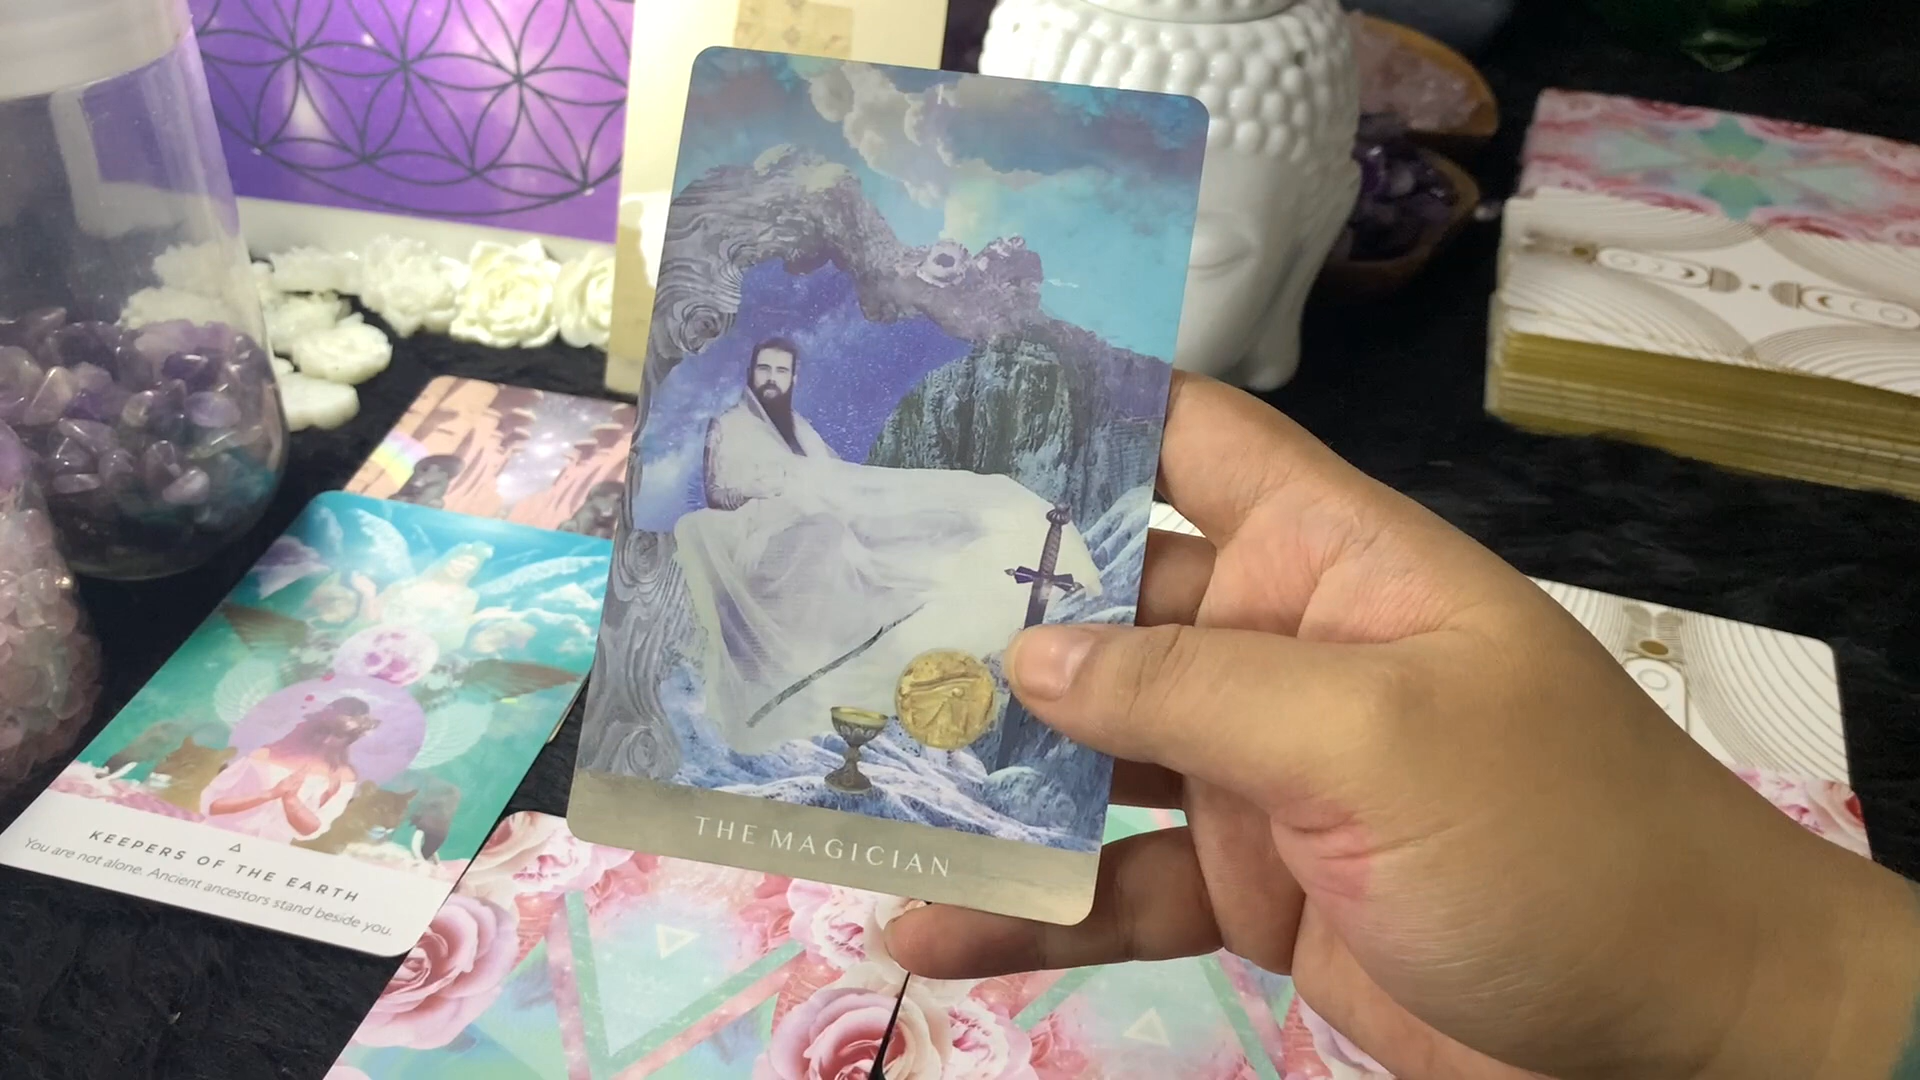 THE MAGICIAN
KEEPERS OF THE EARTH
You are not alone. Ancient ancestors stand beside you.